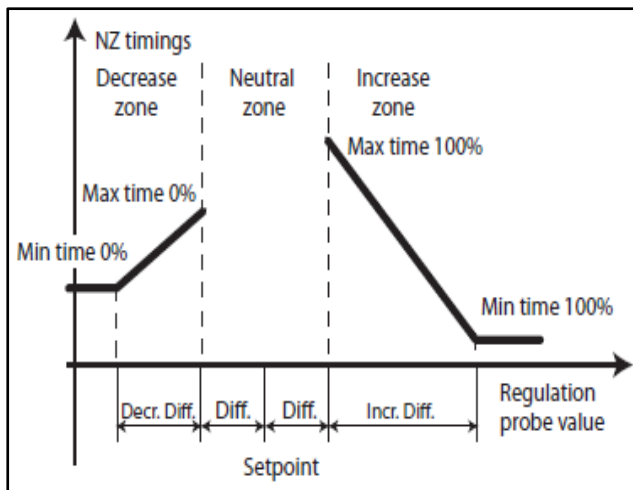 NZ timings
Decrease
zone
Neutral
zone
Increase
zone
Max time 100%
Max time 0%
Min time 0%
Min time 100%
Decr. Diff.
Diff.
Diff.
Incr. Diff.
Regulation
probe value
Setpoint